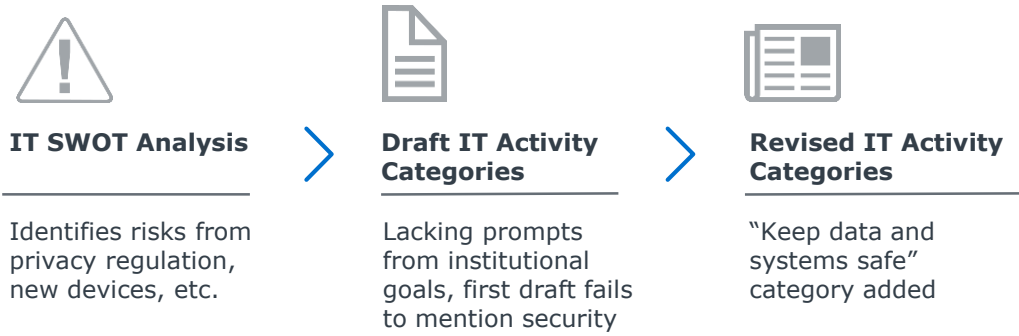 IT SWOT Analysis
Identifies risks from
privacy regulation,
new devices, etc.
Draft IT Activity
Categories
Lacking prompts
from institutional
goals, first draft fails
to mention security
Revised IT Activity
Categories
“Keep data and
systems safe”
category added